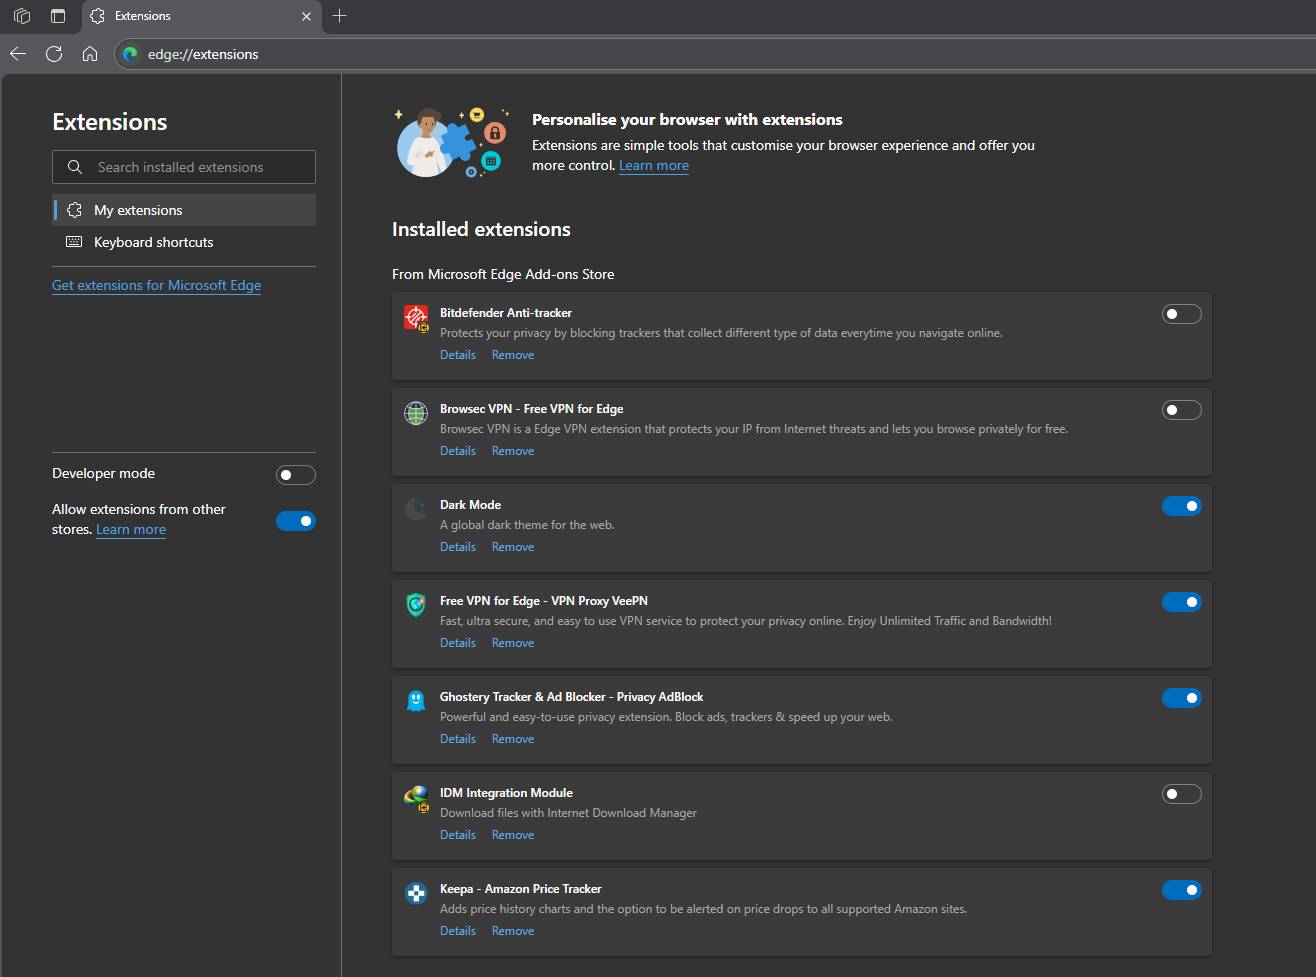 Extensions
edge://extensions
Extensions
Search installed extensions
My extensions
Keyboard shortcuts
Get extensions for Microsoft Edge
Developer mode
Allow extensions from other
stores. Learn more
Personalise your browser with extensions
Extensions are simple tools that customise your browser experience and offer you
more control. Learn more
Installed extensions
From Microsoft Edge Add-ons Store
Bitdefender Anti-tracker
Protects your privacy by blocking trackers that collect different type of data everytime you navigate online.
Details Remove
Browsec VPN - Free VPN for Edge
Browsec VPN is a Edge VPN extension that protects your IP from Internet threats and lets you browse privately for free.
Details Remove
Dark Mode
A global dark theme for the web.
Details Remove
Free VPN for Edge - VPN Proxy VeePN
Fast, ultra secure, and easy to use VPN service to protect your privacy online. Enjoy Unlimited Traffic and Bandwidth!
Details Remove
Ghostery Tracker & Ad Blocker - Privacy AdBlock
Powerful and easy-to-use privacy extension. Block ads, trackers & speed up your web.
Details Remove
IDM Integration Module
Download files with Internet Download Manager
Details Remove
Keepa - Amazon Price Tracker
Adds price history charts and the option to be alerted on price drops to all supported Amazon sites.
Details Remove